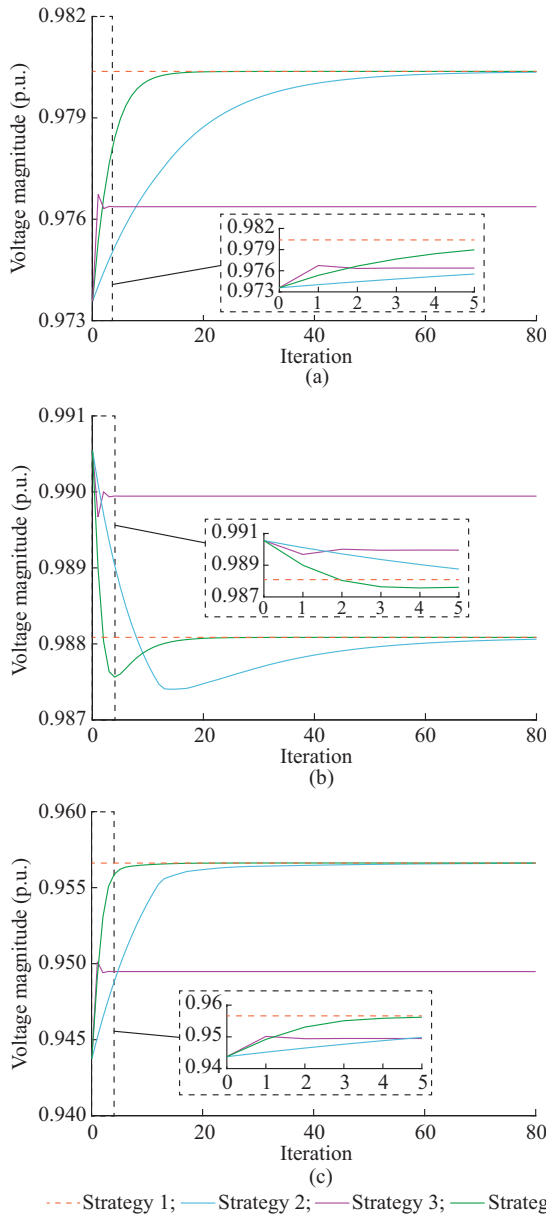 0.982
0.979
0.976
0.973
Voltage magnitude (p.u.)
0.982
0.979
0.976
0.973
0 1 2 3 4 5
0 20 40 60 80
Iteration
(a)
0.991
0.990
0.989
0.988
0.987
Voltage magnitude (p.u.)
0.991
0.989
0.987
0 1 2 3 4 5
0 20 40 60 80
Iteration
(b)
0.960
0.955
0.950
0.945
0.940
Voltage magnitude (p.u.)
0.96
0.95
0.94
0 1 2 3 4 5
0 20 40 60 80
Iteration
(c)
Strategy 1; Strategy 2; Strategy 3; Strateg